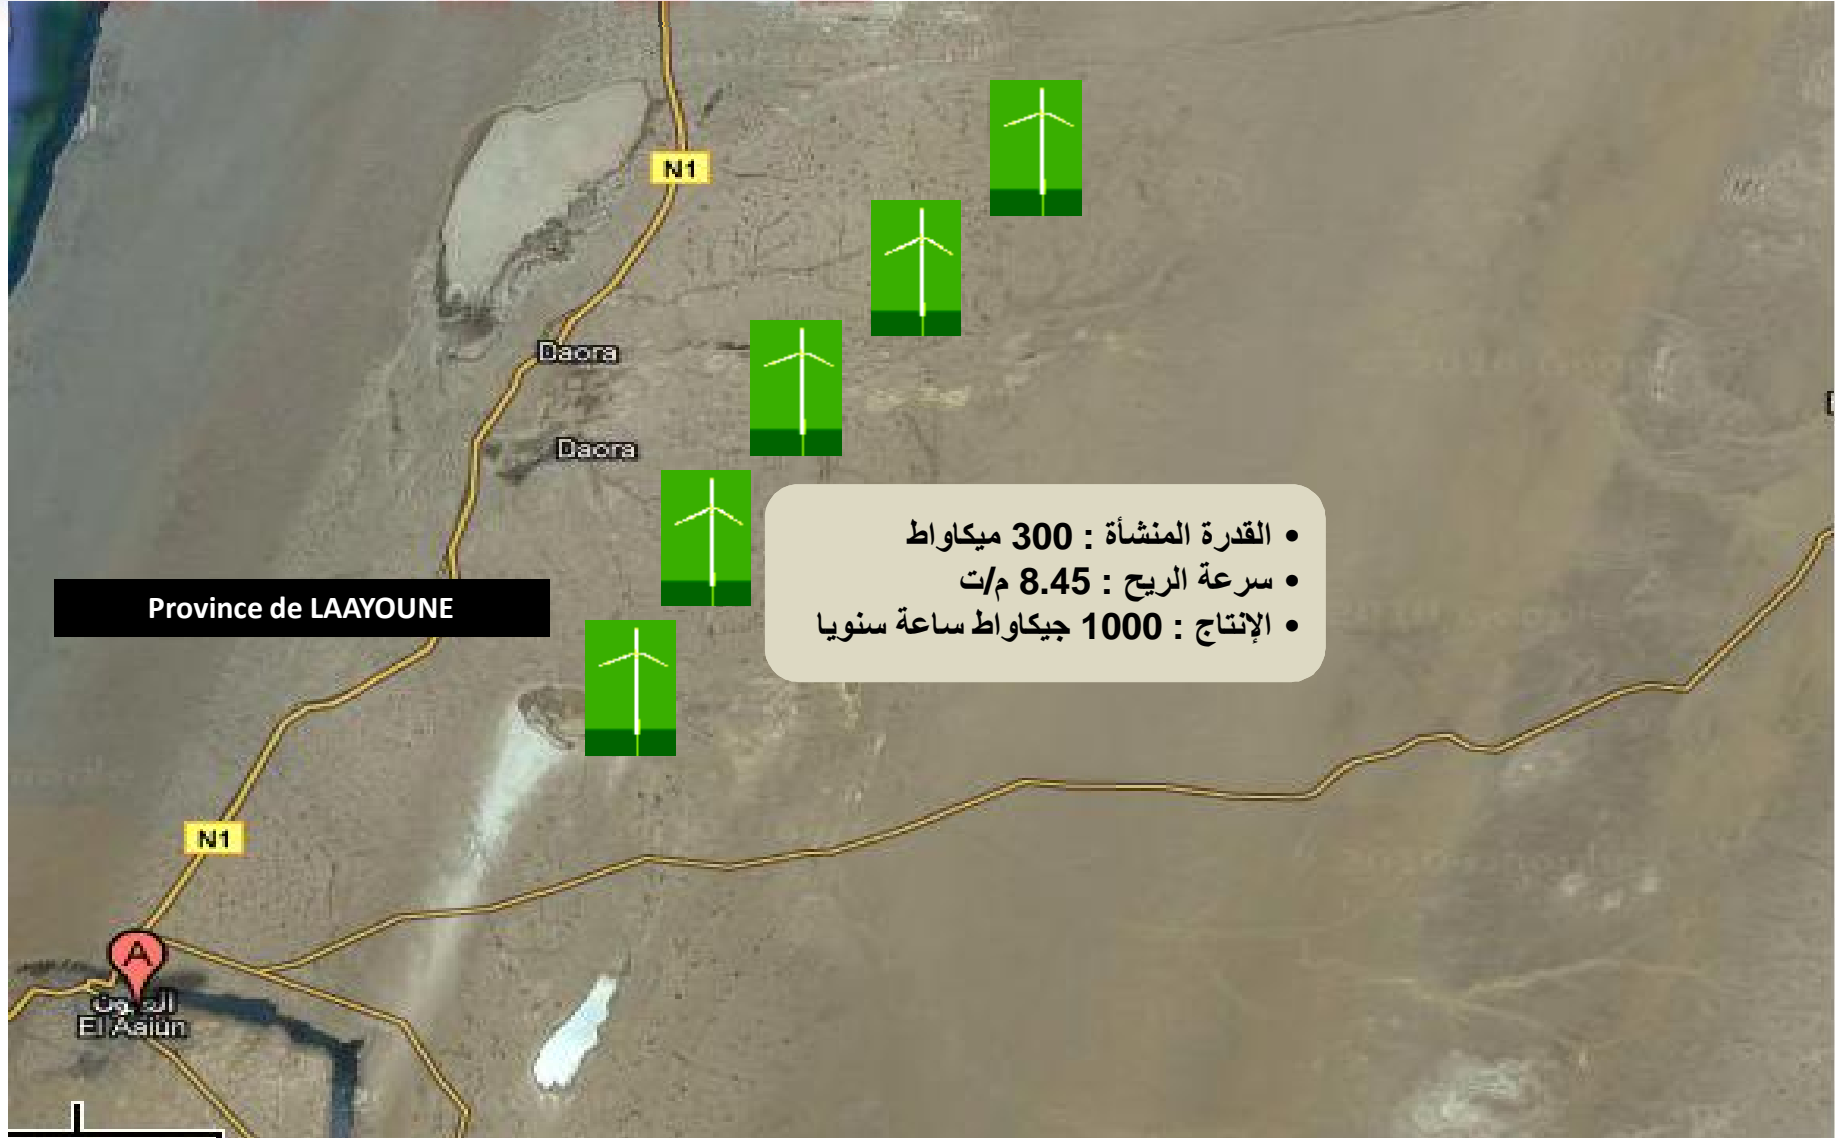 N1
Daora
Daora
• القدرة المنشأة : 300 ميكاواط
• سرعة الريح : 8.45 م/ت
• الإنتاج : 1000 جيكاواط ساعة سنويا
Province de LAAYOUNE
N1
A
El Aaiún